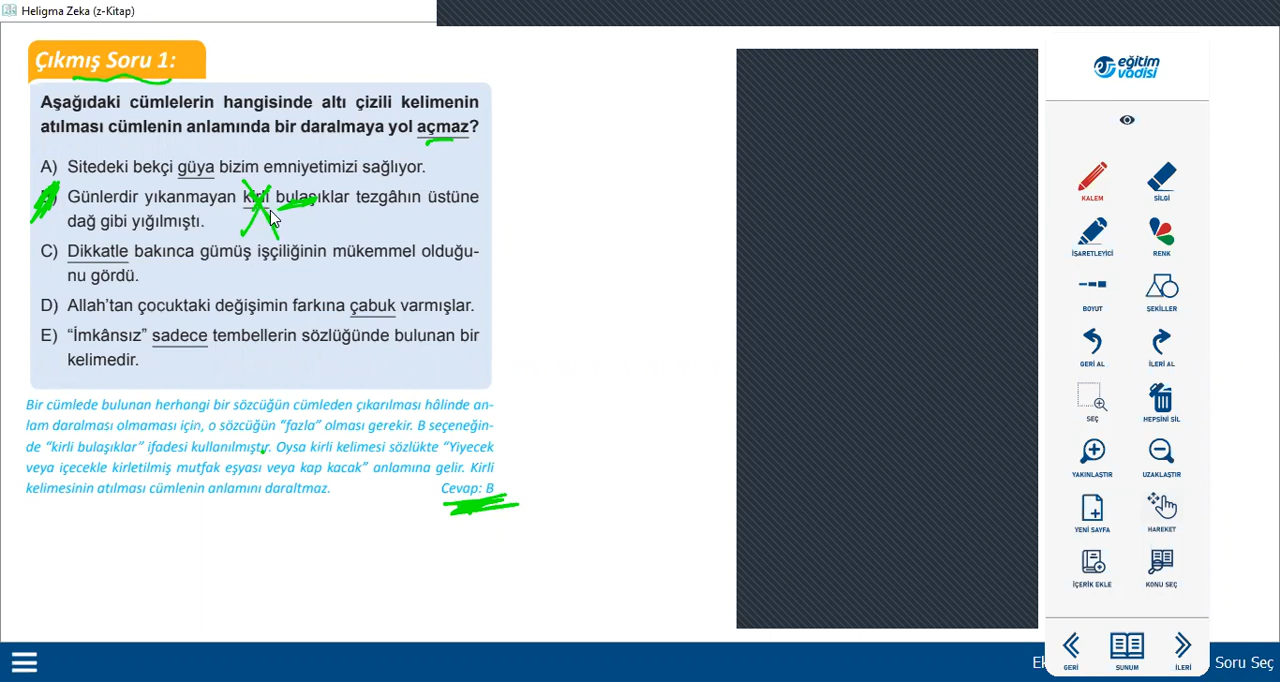 Heligma Zeka (z-Kitap)
Çıkmış Soru 1:
Aşağıdaki cümlelerin hangisinde altı çizili kelimenin
atılması cümlenin anlamında bir daralmaya yol açmaz?
A) Sitedeki bekçi güya bizim emniyetimizi sağlıyor.
B) Günlerdir yıkanmayan kirli bulaşıklar tezgâhın üstüne
dağ gibi yığılmıştı.
C) Dikkatle bakınca gümüş işçiliğinin mükemmel olduğu-
nu gördü.
D) Allah’tan çocuktaki değişimin farkına çabuk varmışlar.
E) “İmkânsız” sadece tembellerin sözlüğünde bulunan bir
kelimedir.
Bir cümlede bulunan herhangi bir sözcüğün cümleden çıkarılması hâlinde an-
lam daralması olmaması için, o sözcüğün “fazla” olması gerekir. B seçeneğin-
de “kirli bulaşıklar” ifadesi kullanılmıştır. Oysa kirli kelimesi sözlükte “Yiyecek
veya içecekle kirletilmiş mutfak eşyası veya kap kacak” anlamına gelir. Kirli
kelimesinin atılması cümlenin anlamını daraltmaz. Cevap: B
eğitim
vadisi
KALEM SİLGİ
İŞARETLEYİCİ RENK
BOYUT ŞEKİLLER
GERİ AL İLERİ AL
SEÇ HEPSİNİ SİL
YAKINLAŞTIR UZAKLAŞTIR
YENİ SAYFA HAREKET
İÇERİK EKLE KONU SEÇ
GERİ SUNUM İLERİ
Soru Seç